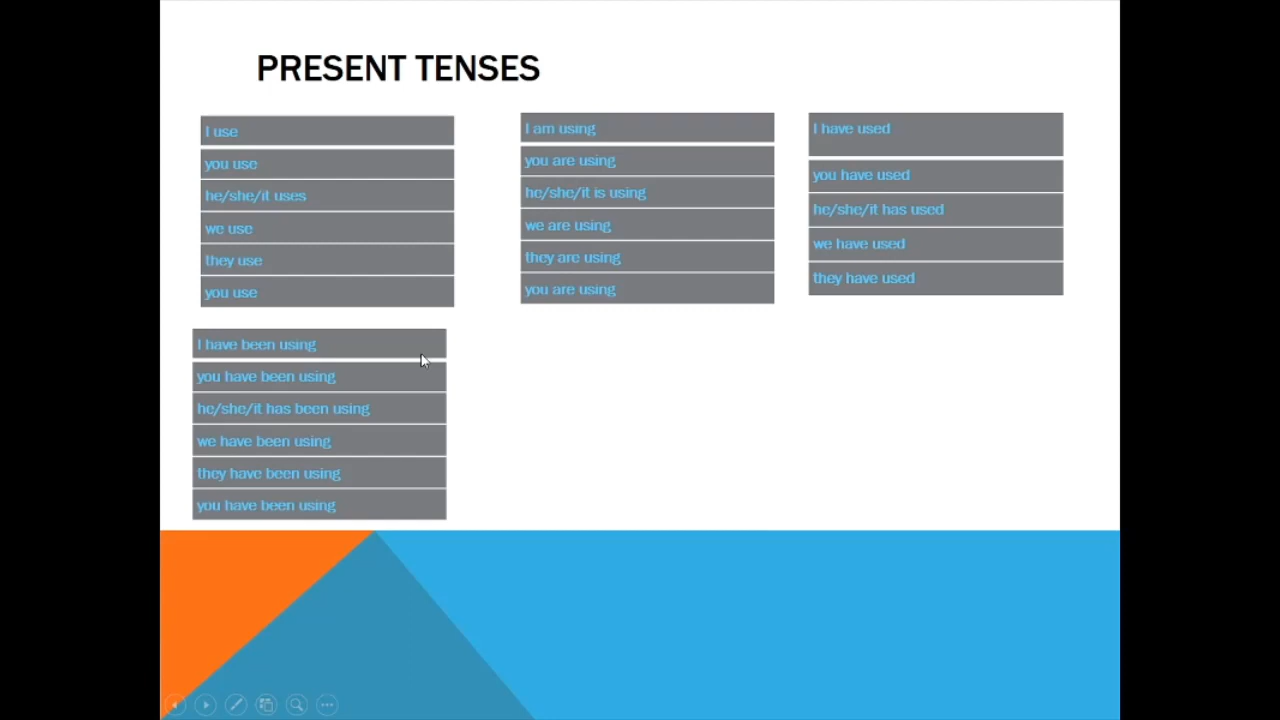 PRESENT TENSES
I use
you use
he/she/it uses
we use
they use
you use
I am using
you are using
he/she/it is using
we are using
they are using
you are using
I have used
you have used
he/she/it has used
we have used
they have used
I have been using
you have been using
he/she/it has been using
we have been using
they have been using
you have been using